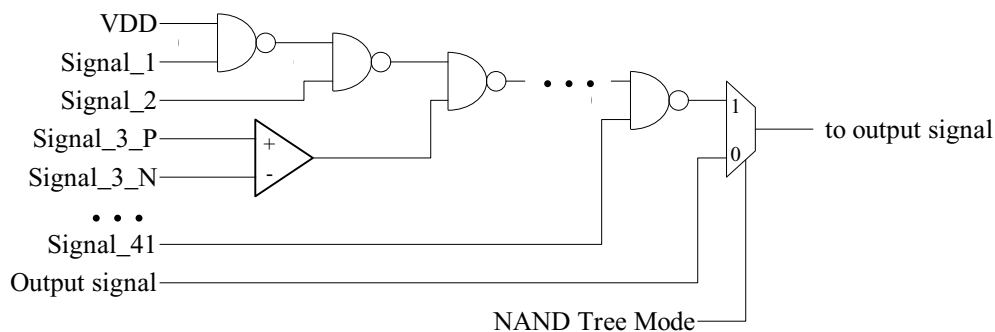 VDD
Signal_1
Signal_2
Signal_3_P
+
Signal_3_N
-
• • •
• • •
1
to output signal
0
Signal_41
Output signal
NAND Tree Mode